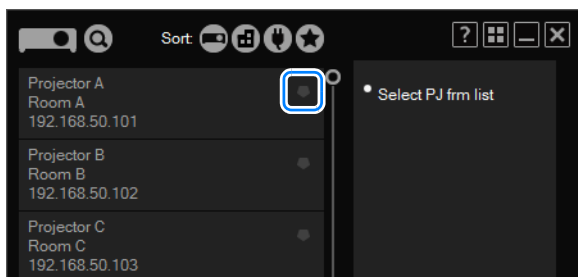 Sort:
?
Projector A
Room A
192.168.50.101
Projector B
Room B
192.168.50.102
Projector C
Room C
192.168.50.103
Select PJ frm list